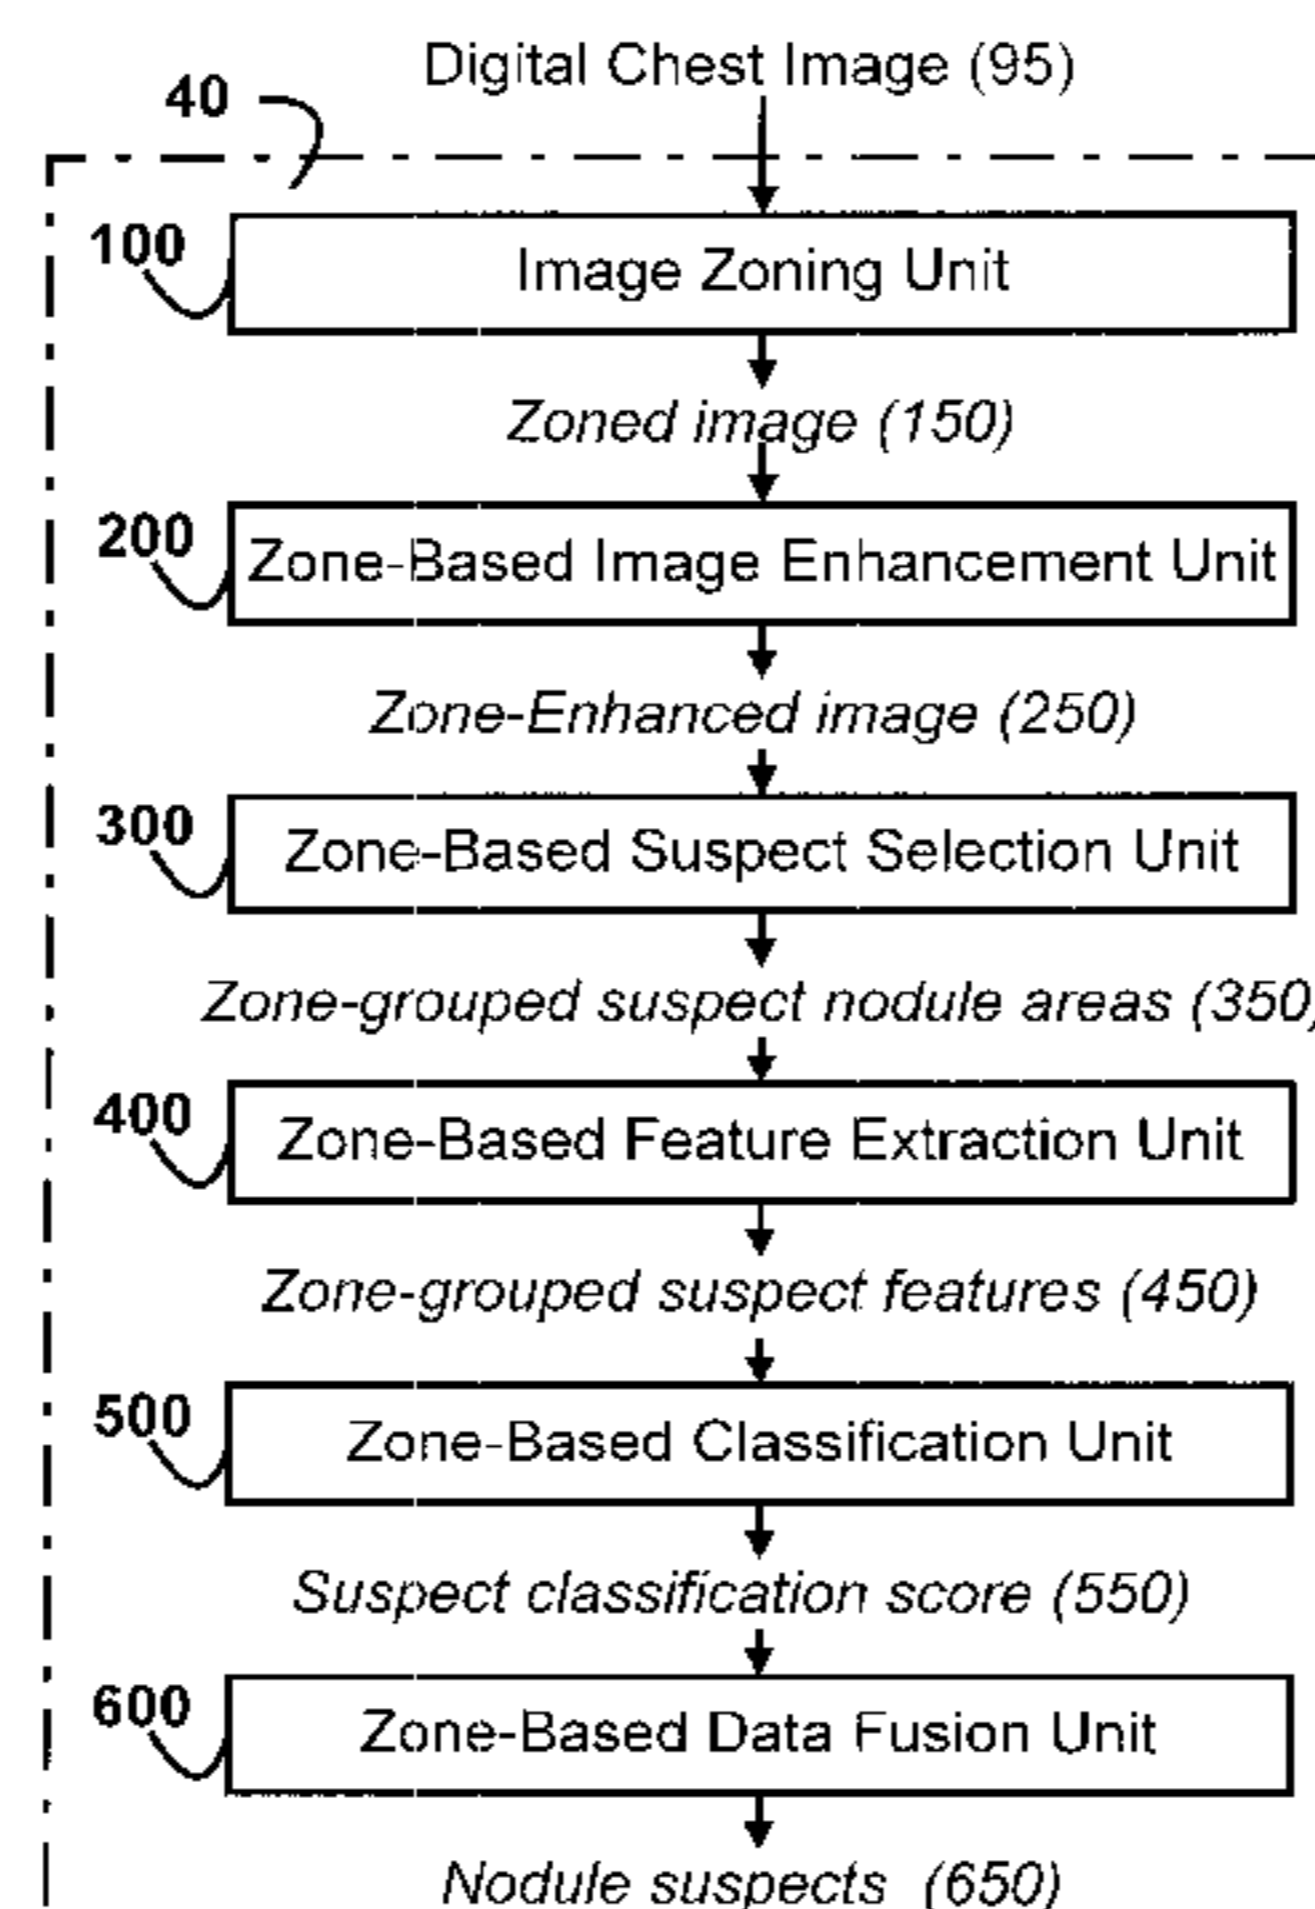 Digital Chest Image (95)
40
100
Image Zoning Unit
Zoned image (150)
200
Zone-Based Image Enhancement Unit
Zone-Enhanced image (250)
300
Zone-Based Suspect Selection Unit
Zone-grouped suspect nodule areas (350)
400
Zone-Based Feature Extraction Unit
Zone-grouped suspect features (450)
500
Zone-Based Classification Unit
Suspect classification score (550)
600
Zone-Based Data Fusion Unit
Nodule suspects (650)